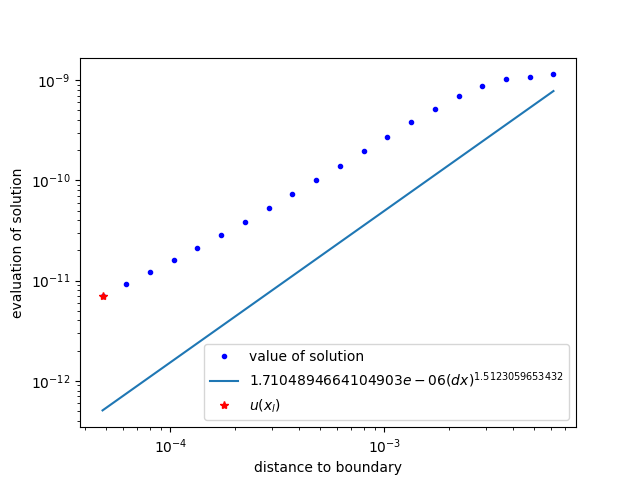 10^{-9}
10^{-10}
10^{-11}
10^{-12}
evaluation of solution
value of solution
1.7104894664104903e − 06(dx)^{1.5123059653432}
u(x_l)
10^{-4}
10^{-3}
distance to boundary